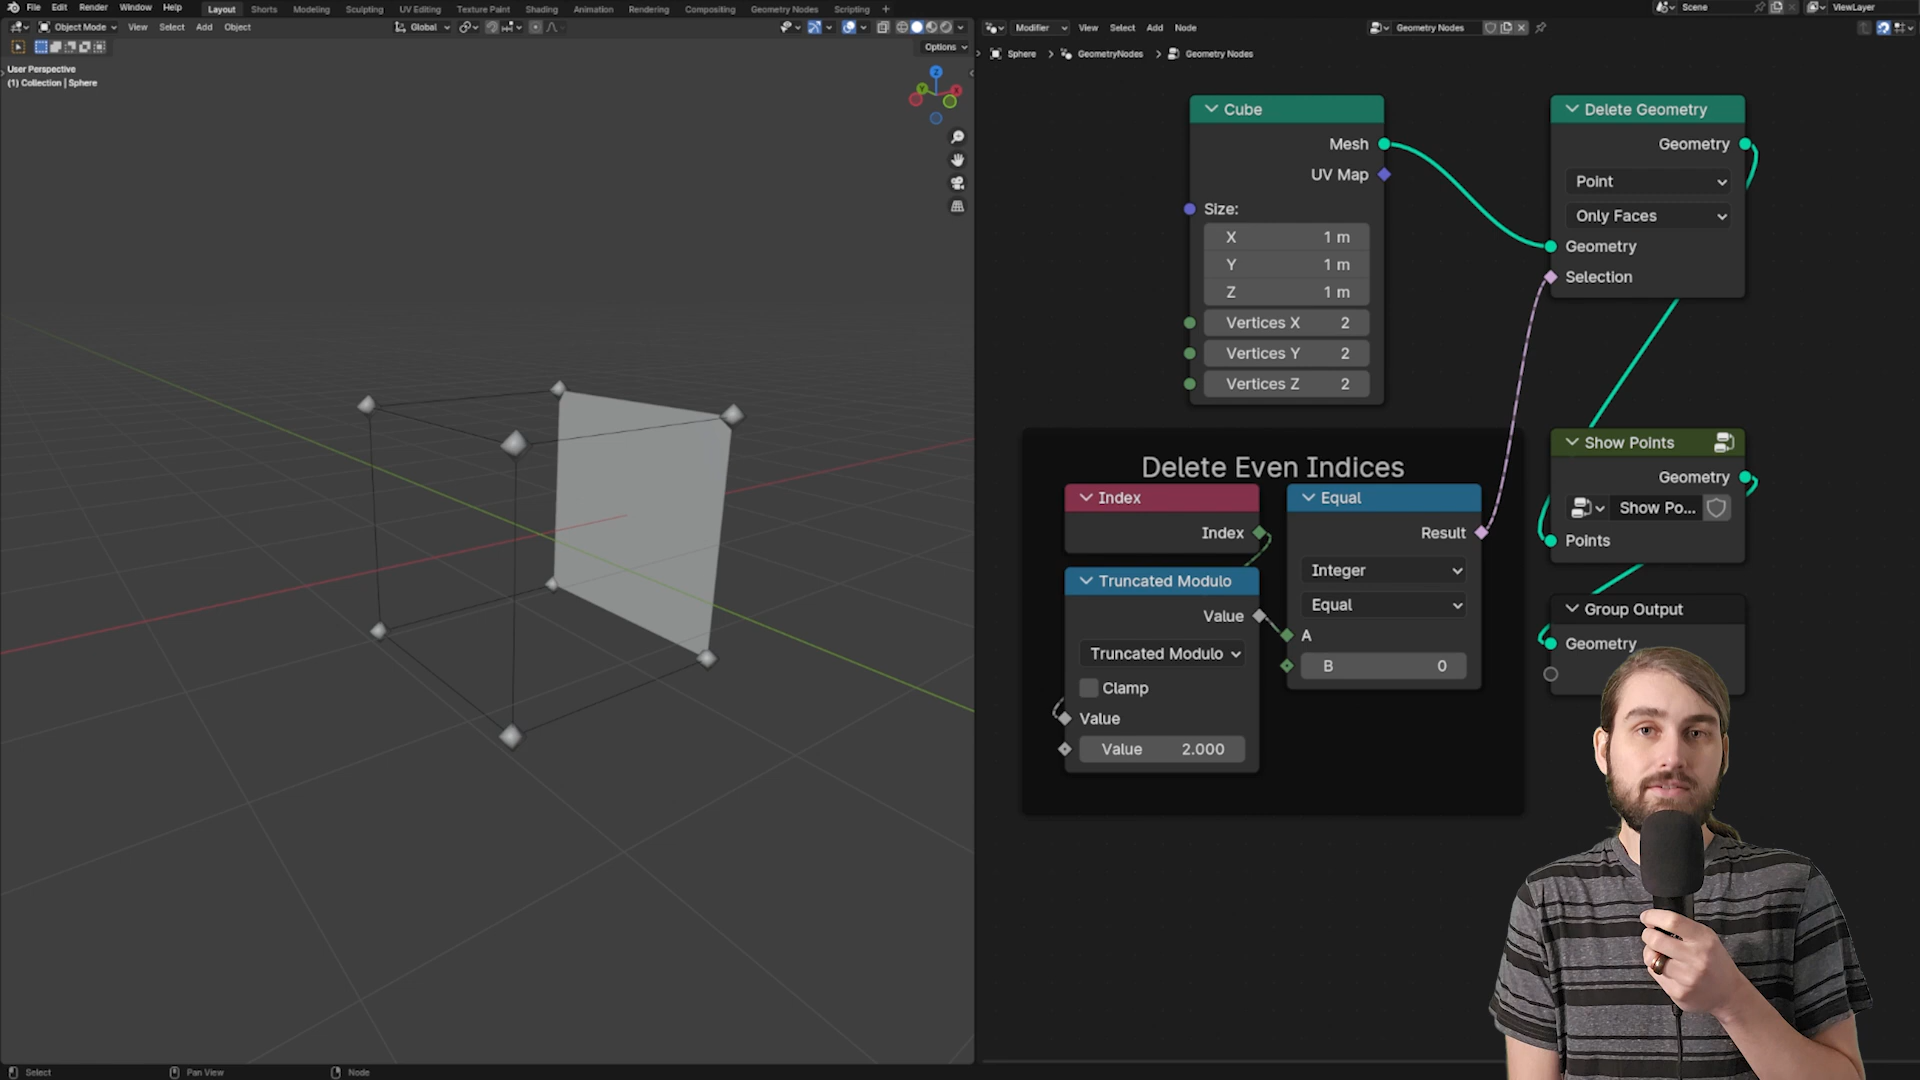 File Edit Render Window Help Layout Shorts Modeling Sculpting UV Editing Texture Paint Shading Animation Rendering Compositing Geometry Nodes Scripting + Scene ViewLayer
Object Mode View Select Add Object Global
Options
User Perspective
(1) Collection | Sphere
Z
Y
X
Modifier View Select Add Node Geometry Nodes
Sphere > GeometryNodes > Geometry Nodes
Cube
Mesh
UV Map
Size:
X 1 m
Y 1 m
Z 1 m
Vertices X 2
Vertices Y 2
Vertices Z 2
Delete Geometry
Geometry
Point
Only Faces
Geometry
Selection
Delete Even Indices
Index
Index
Truncated Modulo
Value
Truncated Modulo
Clamp
Value
Value 2.000
Equal
Result
Integer
Equal
A
B 0
Show Points
Geometry
Show Po...
Points
Group Output
Geometry
Select Pan View Node